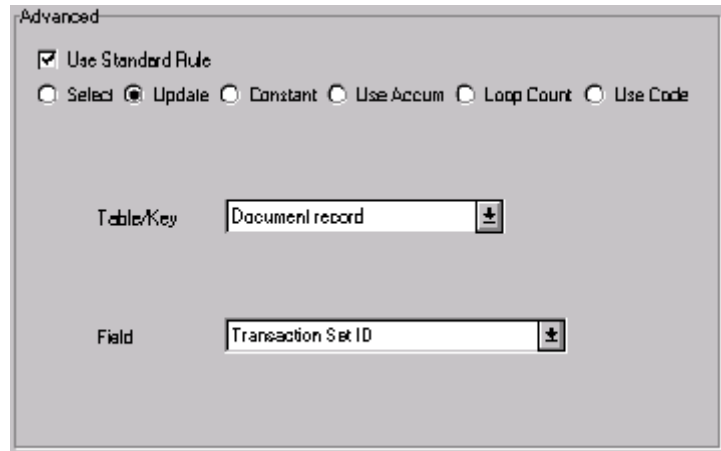 Advanced
Use Standard Rule
Select Update Constant Use Accum Loop Count Use Code
Table/Key Document record
Field Transaction Set ID